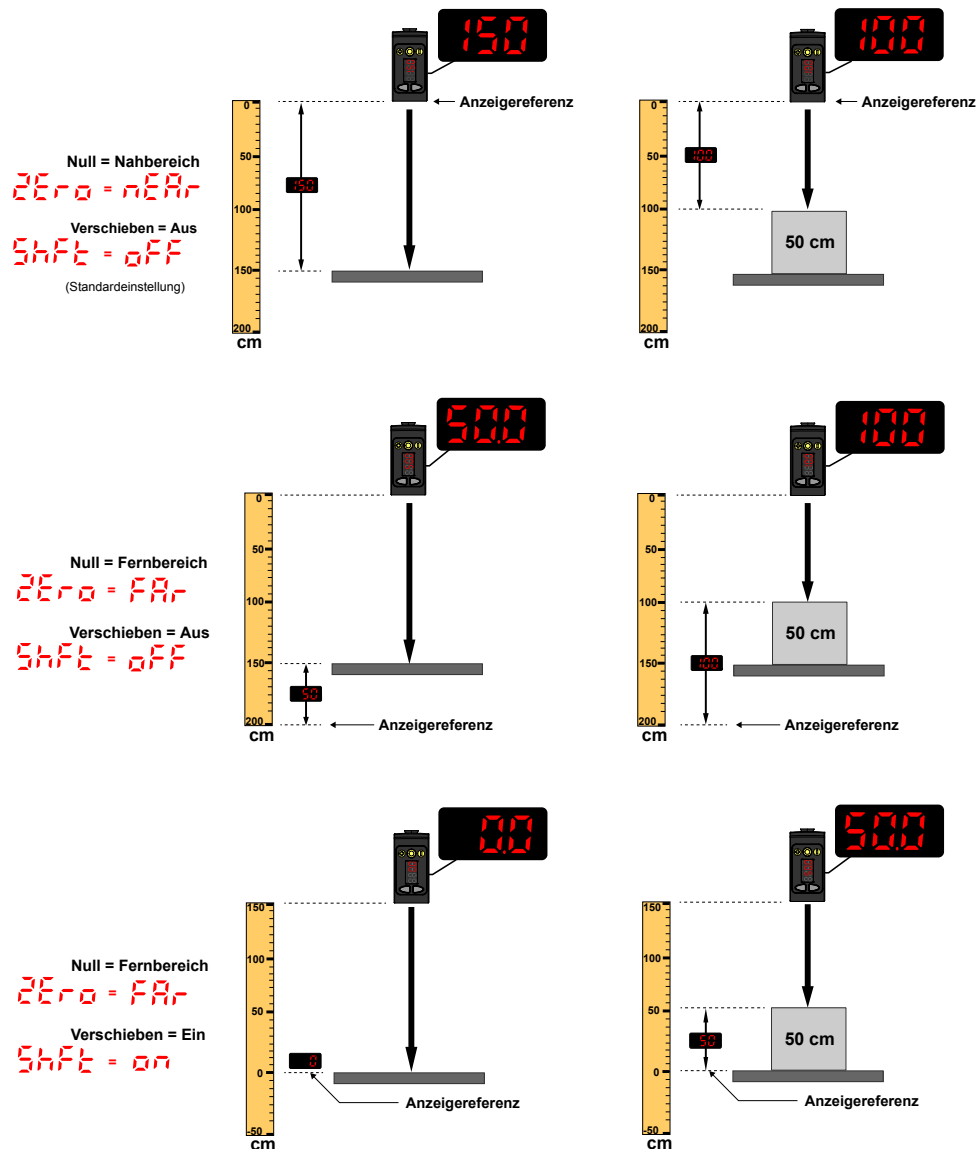 150
100
Anzeigereferenz
Anzeigereferenz
0
50
100
150
200
cm
150
0
50
100
150
200
cm
100
50 cm
Null = Nahbereich
ZEro = nEAr
Verschieben = Aus
ShFt = oFF
(Standardeinstellung)
50.0
100
0
50
100
150
200
cm
50
Anzeigereferenz
0
50
100
150
200
cm
100
50 cm
Anzeigereferenz
Null = Fernbereich
ZEro = FAr
Verschieben = Aus
ShFt = oFF
0.0
50.0
150
100
50
0
-50
cm
0
Anzeigereferenz
150
100
50
0
-50
cm
50
50 cm
Anzeigereferenz
Null = Fernbereich
ZEro = FAr
Verschieben = Ein
ShFt = on